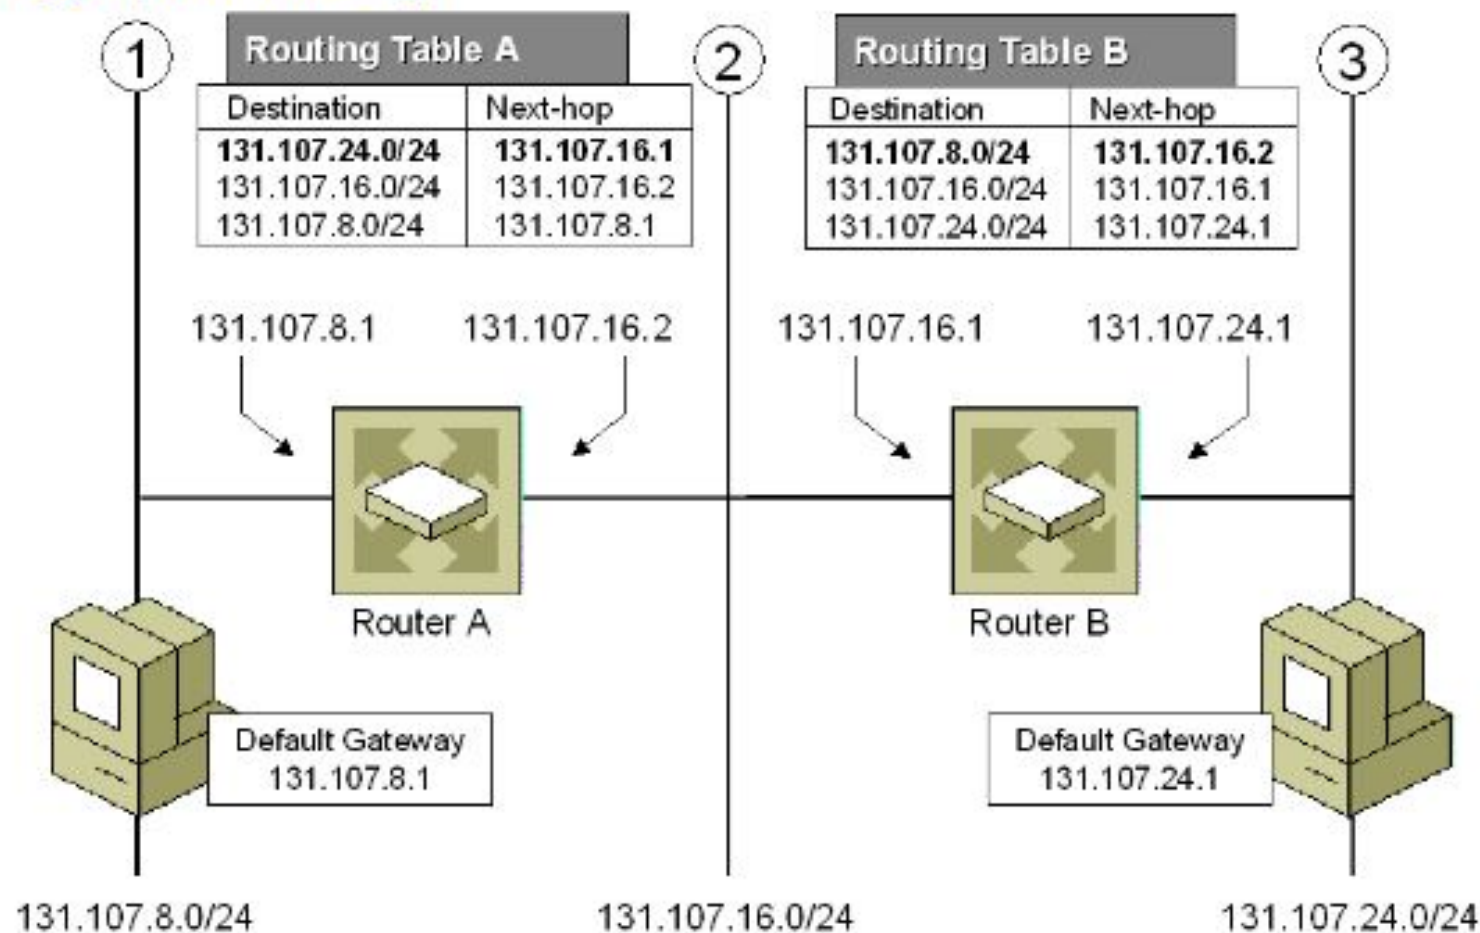 1
Routing Table A
2
Routing Table B
3
Destination Next-hop
131.107.24.0/24 131.107.16.1
131.107.16.0/24 131.107.16.2
131.107.8.0/24 131.107.8.1
Destination Next-hop
131.107.8.0/24 131.107.16.2
131.107.16.0/24 131.107.16.1
131.107.24.0/24 131.107.24.1
131.107.8.1
131.107.16.2
131.107.16.1
131.107.24.1
Router A
Router B
Default Gateway
131.107.8.1
Default Gateway
131.107.24.1
131.107.8.0/24
131.107.16.0/24
131.107.24.0/24